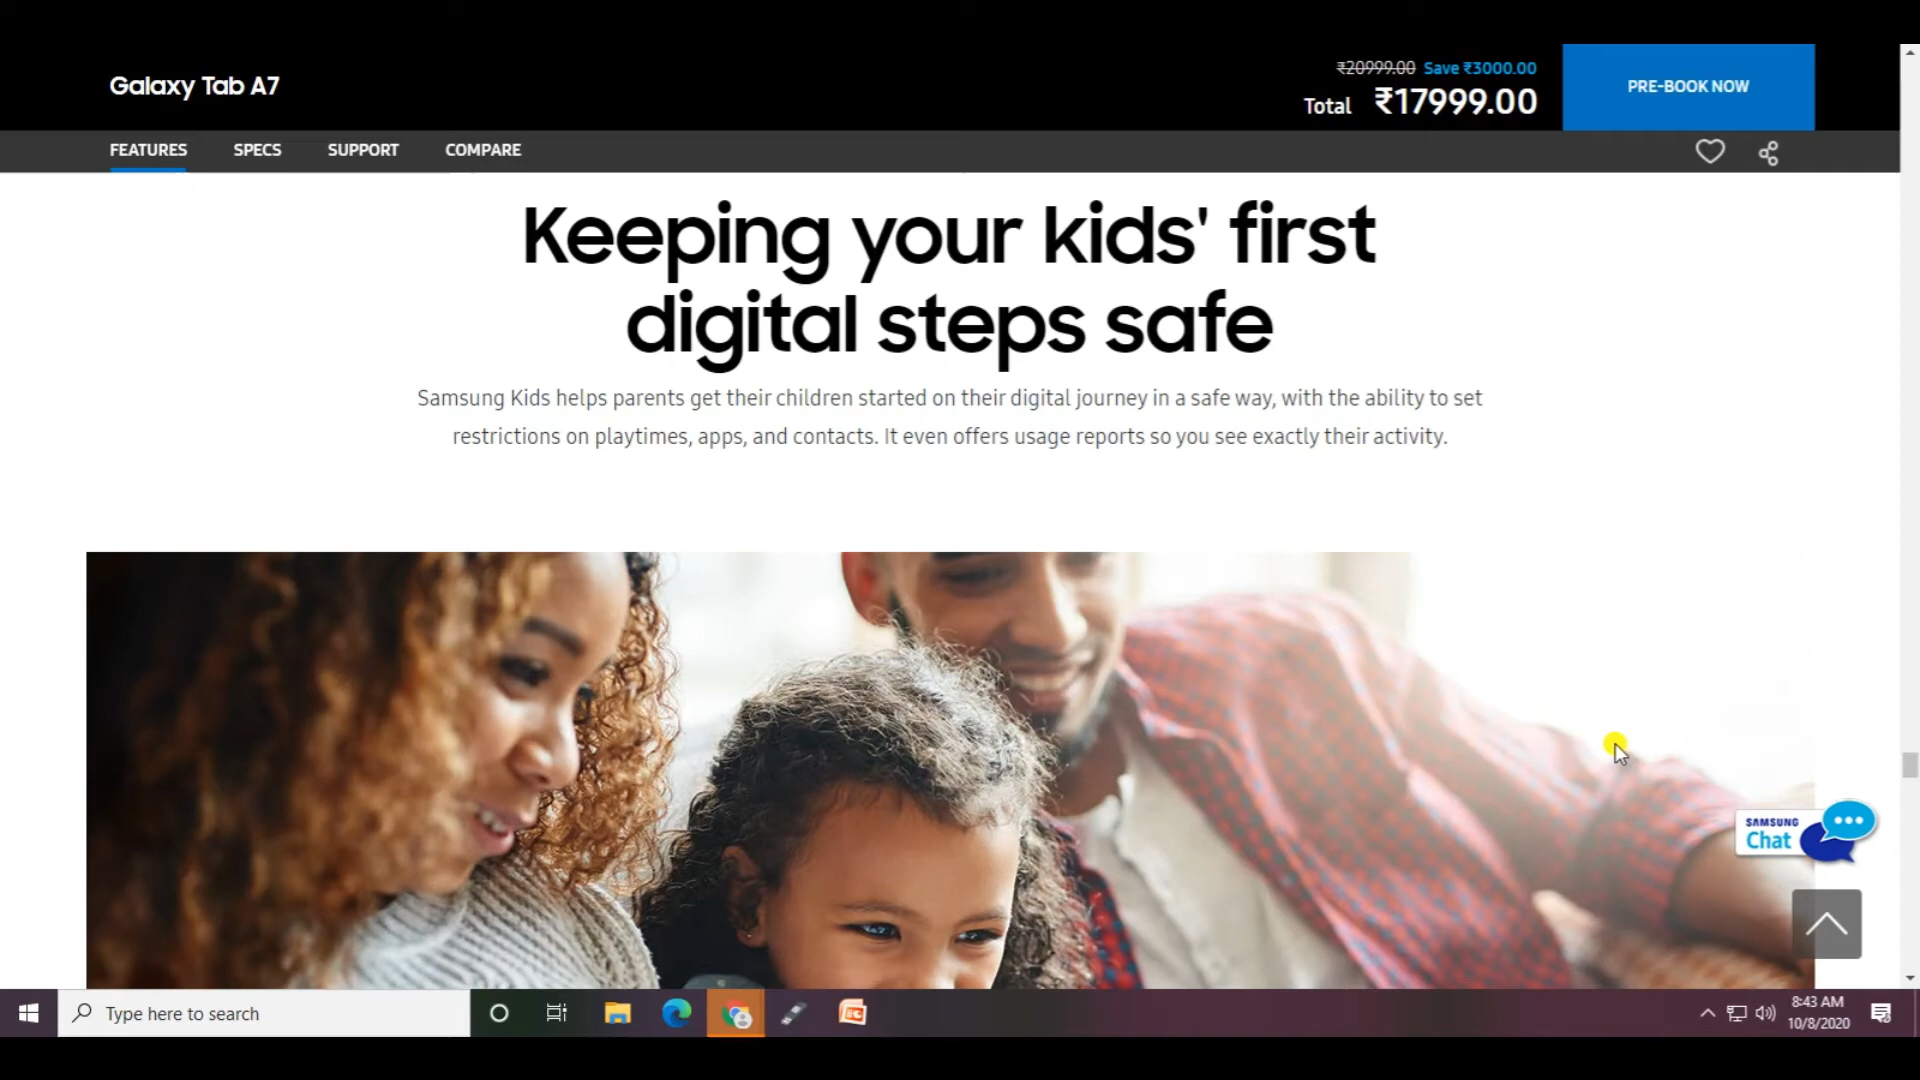 Galaxy Tab A7
₹20999.00 Save ₹3000.00
Total ₹17999.00
PRE-BOOK NOW
FEATURES SPECS SUPPORT COMPARE
Keeping your kids' first
digital steps safe
Samsung Kids helps parents get their children started on their digital journey in a safe way, with the ability to set
restrictions on playtimes, apps, and contacts. It even offers usage reports so you see exactly their activity.
SAMSUNG
Chat
Type here to search
8:43 AM
10/8/2020